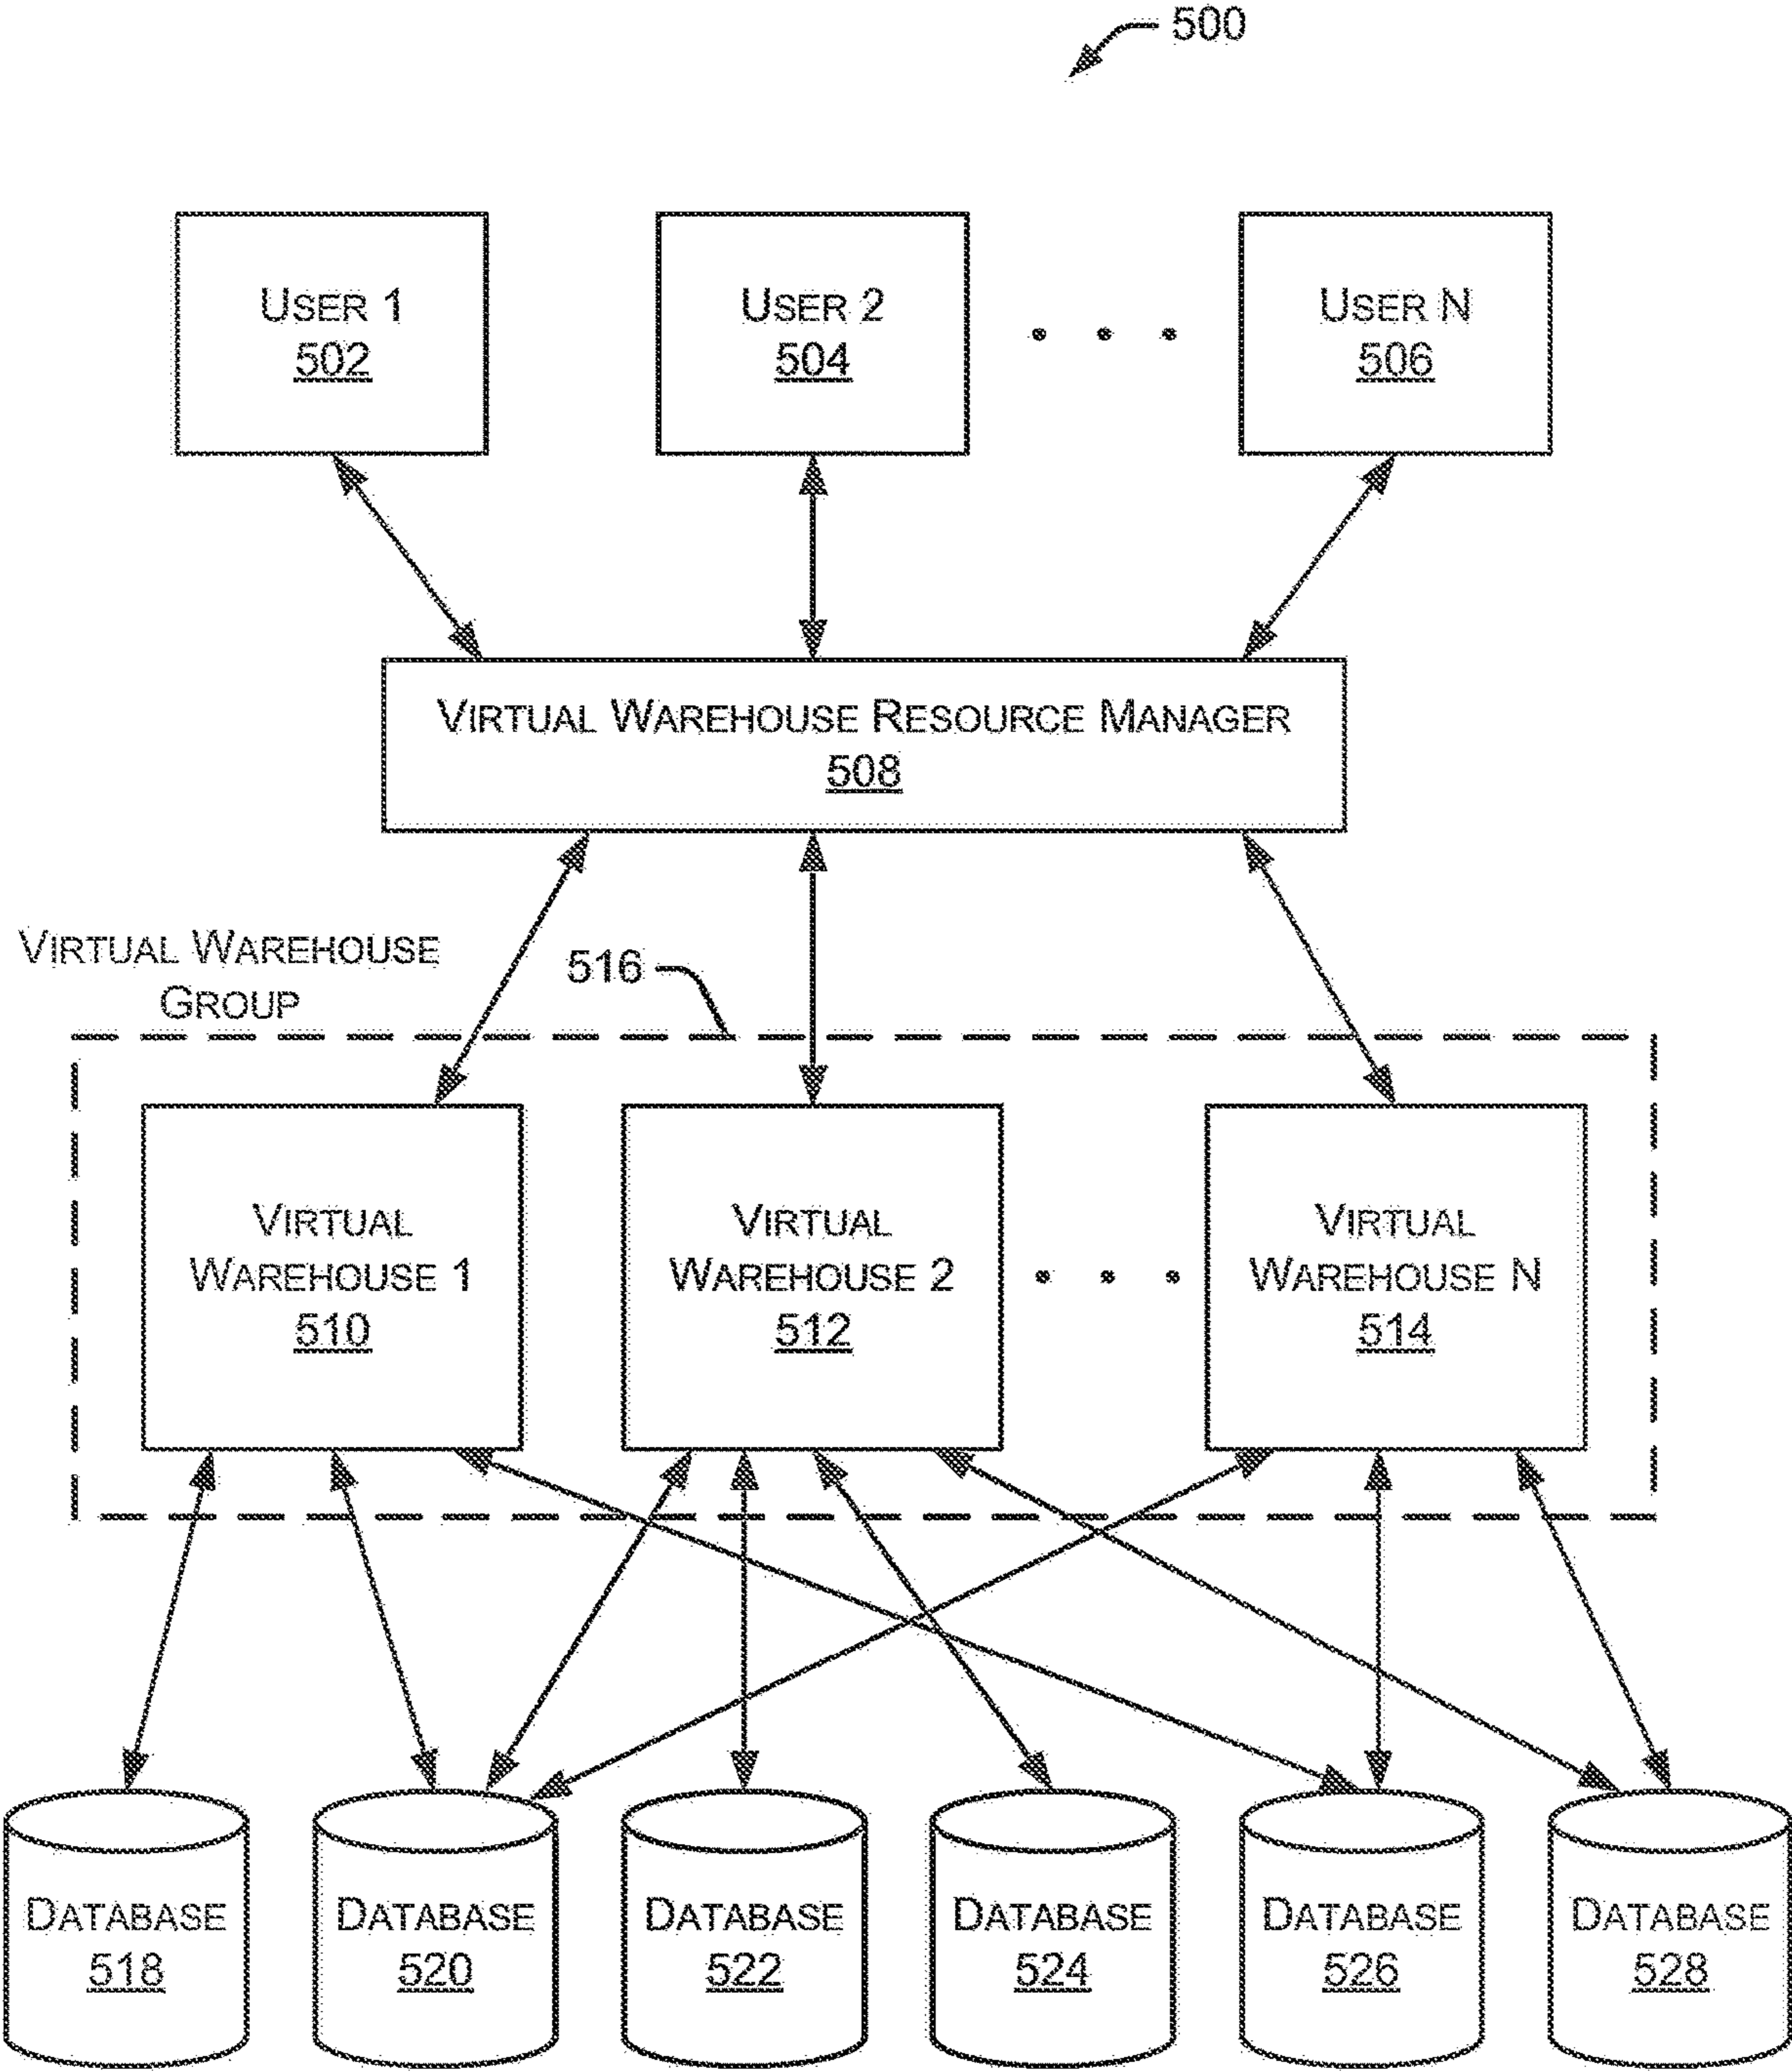 500
User 1
502
User 2
504
User N
506
Virtual Warehouse Resource Manager
508
Virtual Warehouse
Group
516
Virtual
Warehouse 1
510
Virtual
Warehouse 2
512
Virtual
Warehouse N
514
Database
518
Database
520
Database
522
Database
524
Database
526
Database
528